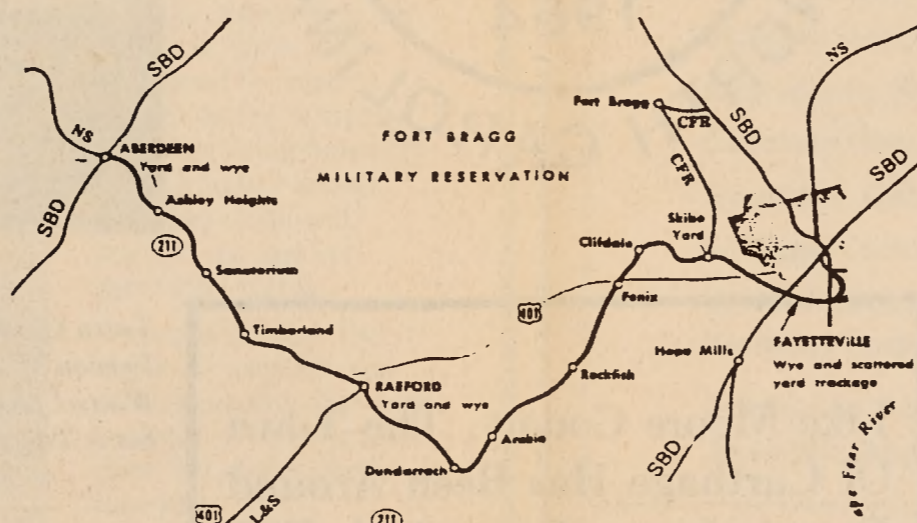 SBD
NS
ABERDEEN
Yard and wye
SBD
Ashley Heights
211
Sanatorium
Timberland
RAEFORD
Yard and wye
FORT BRAGG
MILITARY RESERVATION
Fort Bragg
CFR
SBD
NS
CFR
SBD
Skibo
Yard
Clifdale
Fenix
401
Rockfish
Arabia
Dundarrach
401
L&S
211
Hope Mills
SBD
FAYETTEVILLE
Wye and scattered
yard trackage
ape Fear River